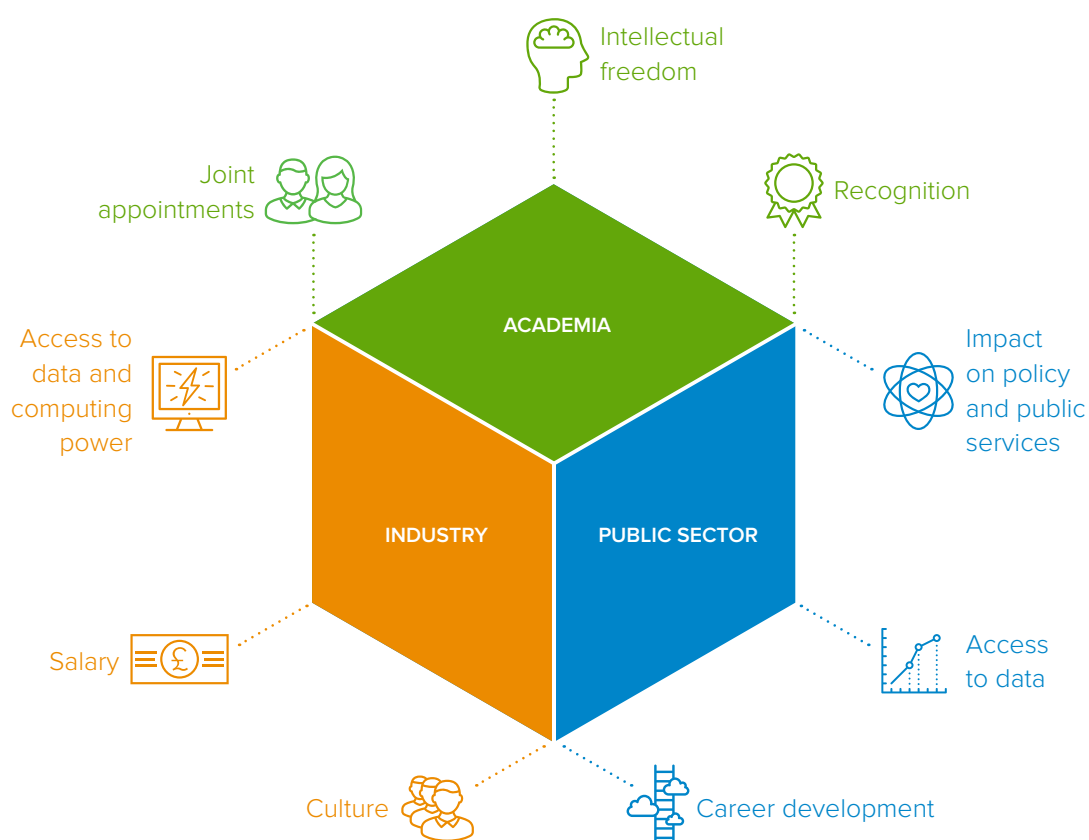 Intellectual
freedom
Joint
appointments
Recognition
ACADEMIA
Access to
data and
computing
power
Impact
on policy
and public
services
INDUSTRY
PUBLIC SECTOR
Salary
£
Access
to data
Culture
Career development